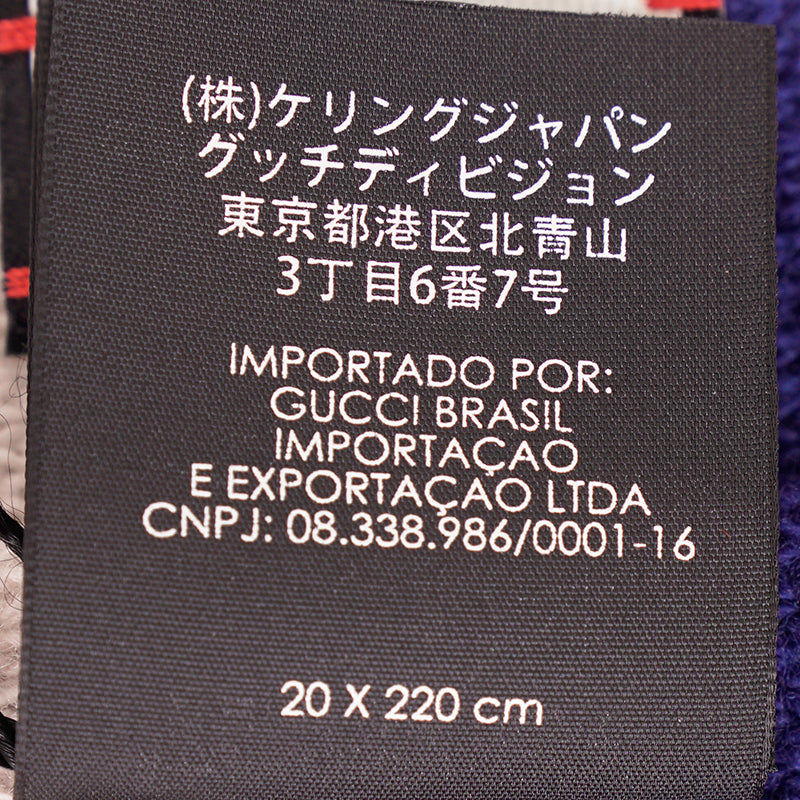 (株)ケリングジャパン
グッチディビジョン
東京都港区北青山
3丁目6番7号
IMPORTADO POR:
GUCCI BRASIL
IMPORTAÇAO
E EXPORTAÇAO LTDA
CNPJ: 08.338.986/0001-16
20 X 220 cm